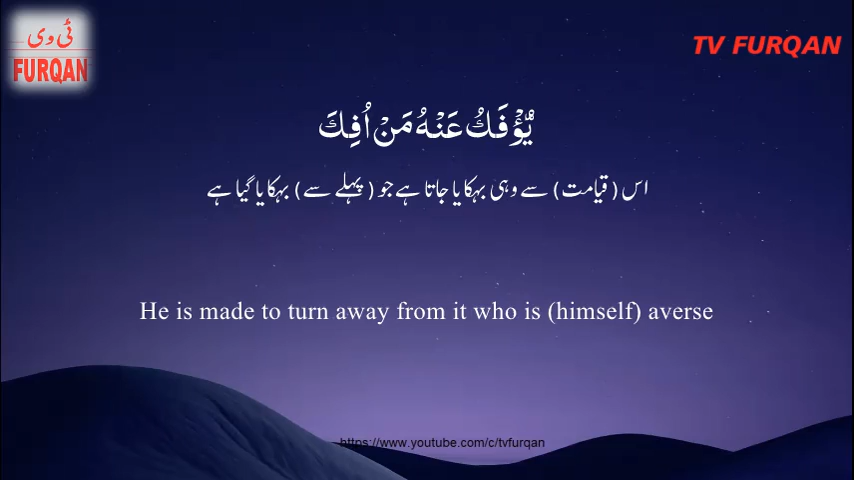 ٹی وی
FURQAN
TV FURQAN
یُّؤْفَكُ عَنْهُ مَنْ اُفِكَ
اس (قیامت) سے وہی بہکایا جاتا ہے جو (پہلے سے) بہکایا گیا ہے
He is made to turn away from it who is (himself) averse
https://www.youtube.com/c/tvfurqan